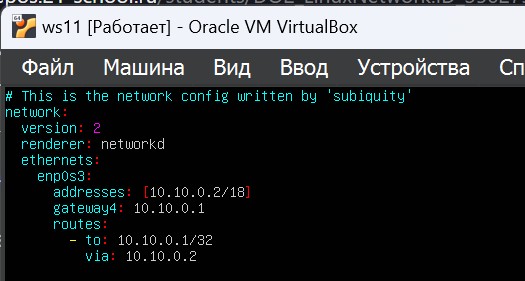 ws11 [Работает] - Oracle VM VirtualBox
Файл Машина Вид Ввод Устройства
# This is the network config written by 'subiquity'
network:
  version: 2
  renderer: networkd
  ethernets:
    enp0s3:
      addresses: [10.10.0.2/18]
      gateway4: 10.10.0.1
      routes:
        - to: 10.10.0.1/32
          via: 10.10.0.2